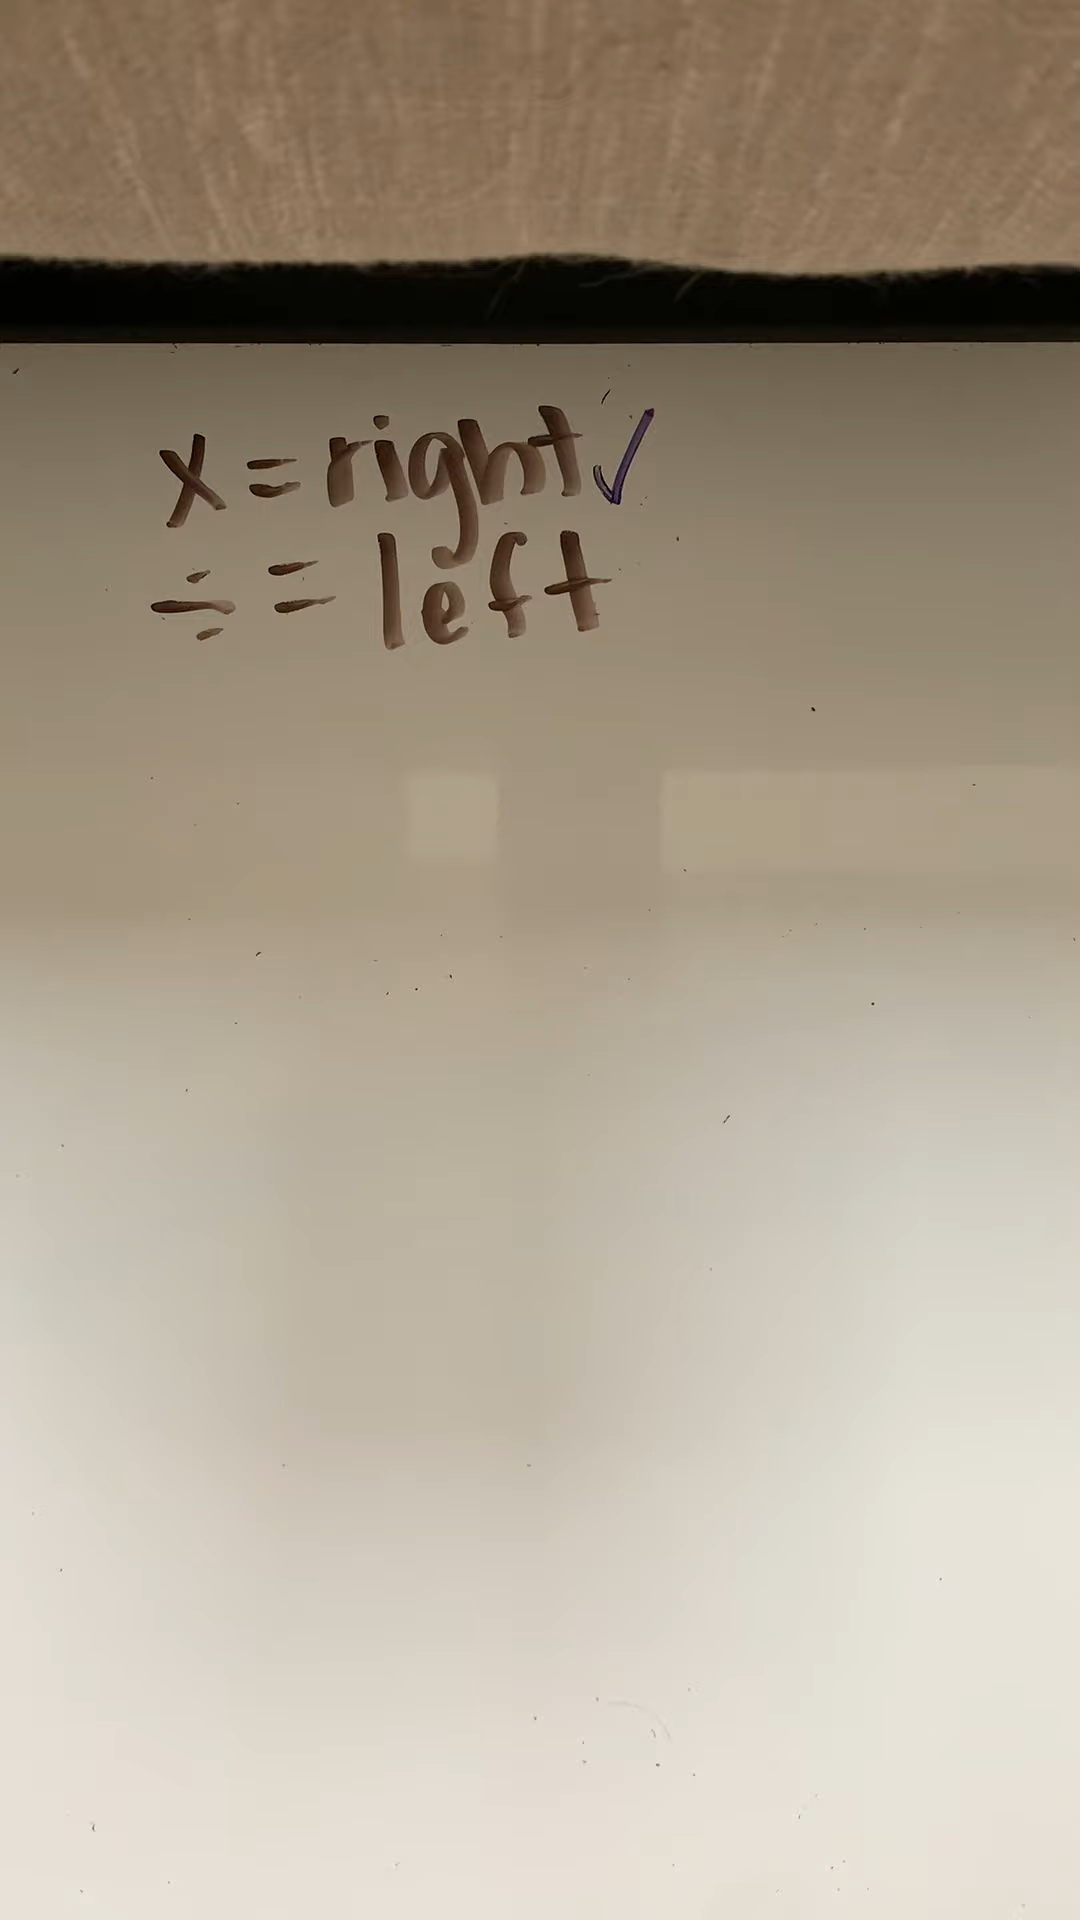 x = right ✓
÷ = left